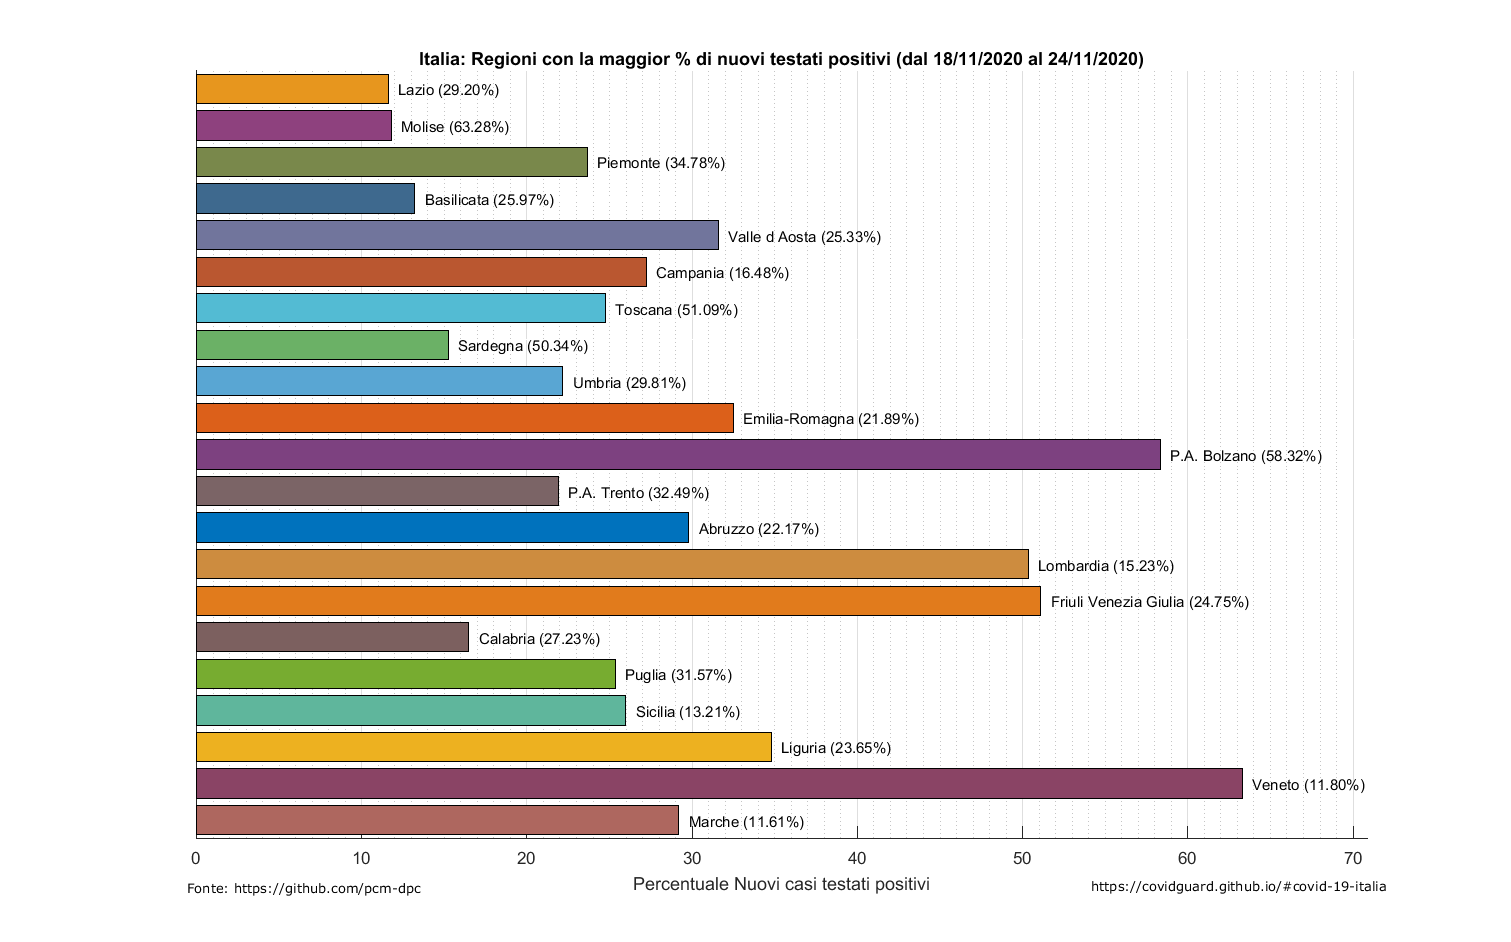 Italia: Regioni con la maggior % di nuovi testati positivi (dal 18/11/2020 al 24/11/2020)
Lazio (29.20%)
Molise (63.28%)
Piemonte (34.78%)
Basilicata (25.97%)
Valle d Aosta (25.33%)
Campania (16.48%)
Toscana (51.09%)
Sardegna (50.34%)
Umbria (29.81%)
Emilia-Romagna (21.89%)
P.A. Bolzano (58.32%)
P.A. Trento (32.49%)
Abruzzo (22.17%)
Lombardia (15.23%)
Friuli Venezia Giulia (24.75%)
Calabria (27.23%)
Puglia (31.57%)
Sicilia (13.21%)
Liguria (23.65%)
Veneto (11.80%)
Marche (11.61%)
0 10 20 30 40 50 60 70
Percentuale Nuovi casi testati positivi
Fonte: https://github.com/pcm-dpc
https://covidguard.github.io/#covid-19-italia